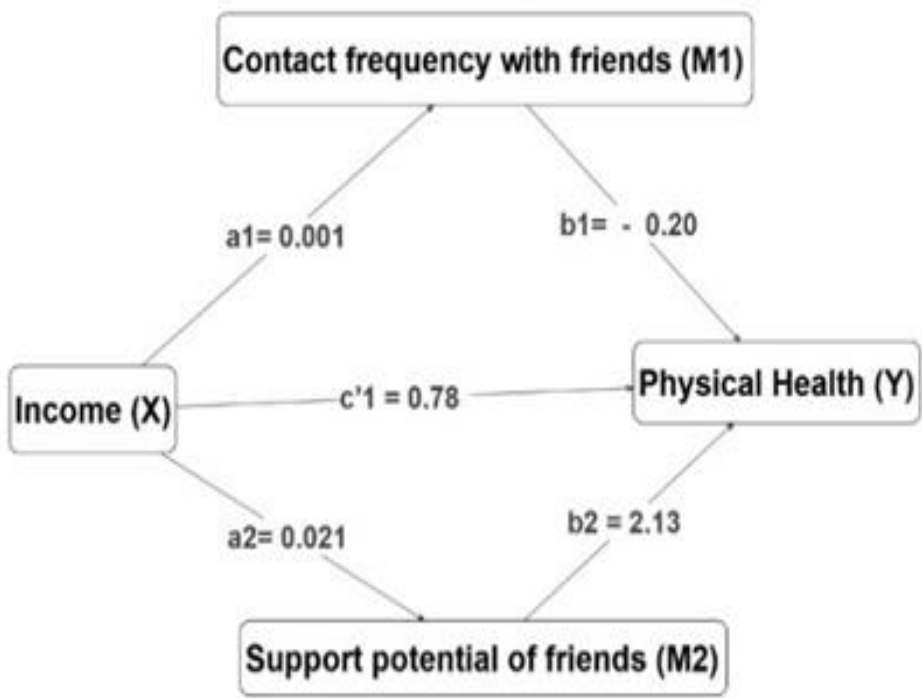 Contact frequency with friends (M1)
a1= 0.001
b1= - 0.20
Income (X)
c'1 = 0.78
Physical Health (Y)
a2= 0.021
b2 = 2.13
Support potential of friends (M2)